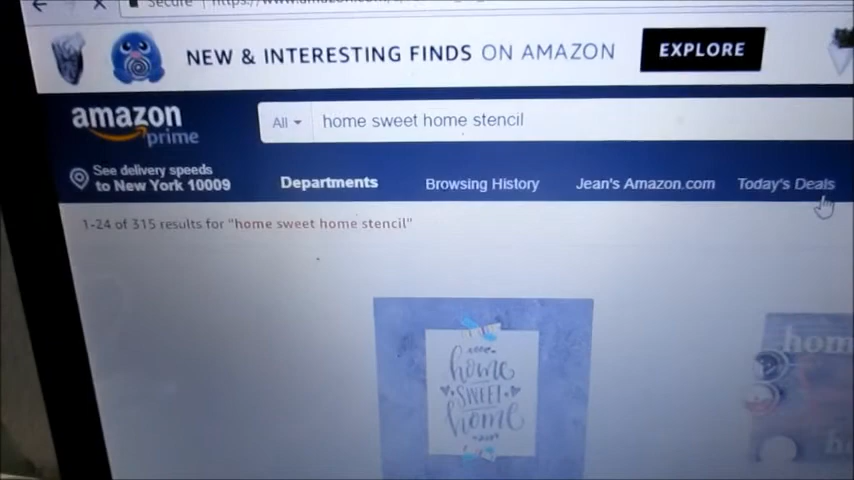 Secure
NEW & INTERESTING FINDS ON AMAZON EXPLORE
amazon
prime
All home sweet home stencil
See delivery speeds
to New York 10009
Departments Browsing History Jean's Amazon.com Today's Deals
1-24 of 315 results for "home sweet home stencil"
home
SWEET
home
hom